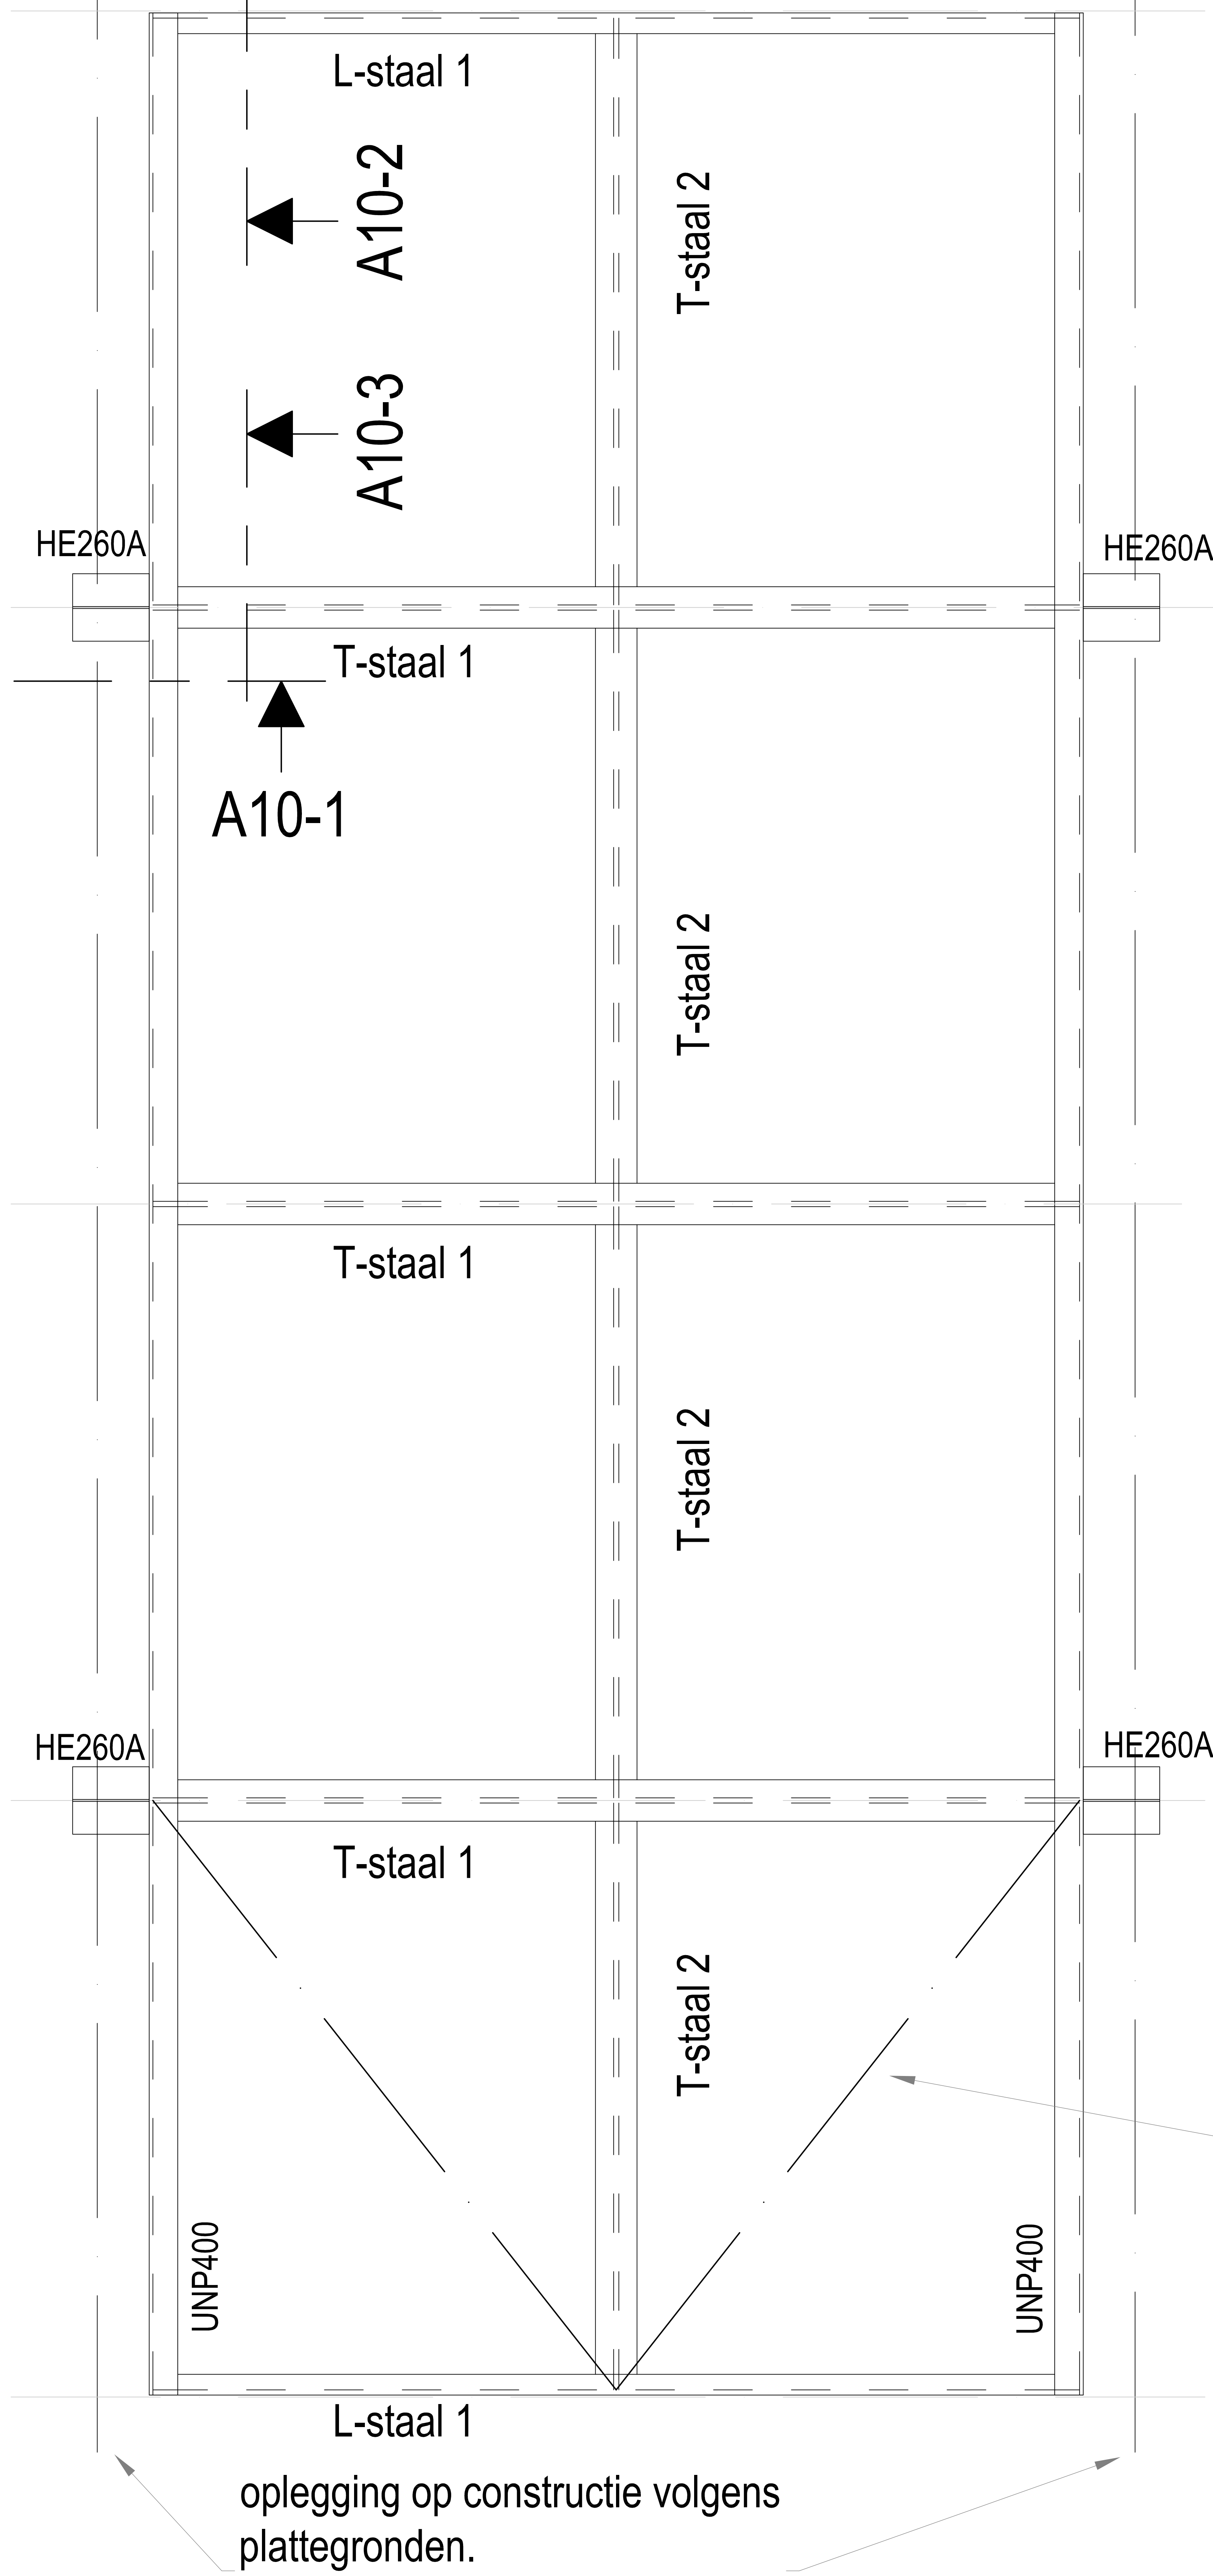 L-staal 1
A10-2
T-staal 2
A10-3
HE260A
HE260A
T-staal 1
A10-1
T-staal 2
T-staal 1
T-staal 2
HE260A
HE260A
T-staal 1
T-staal 2
UNP400
UNP400
L-staal 1
oplegging op constructie volgens
plattegronden.